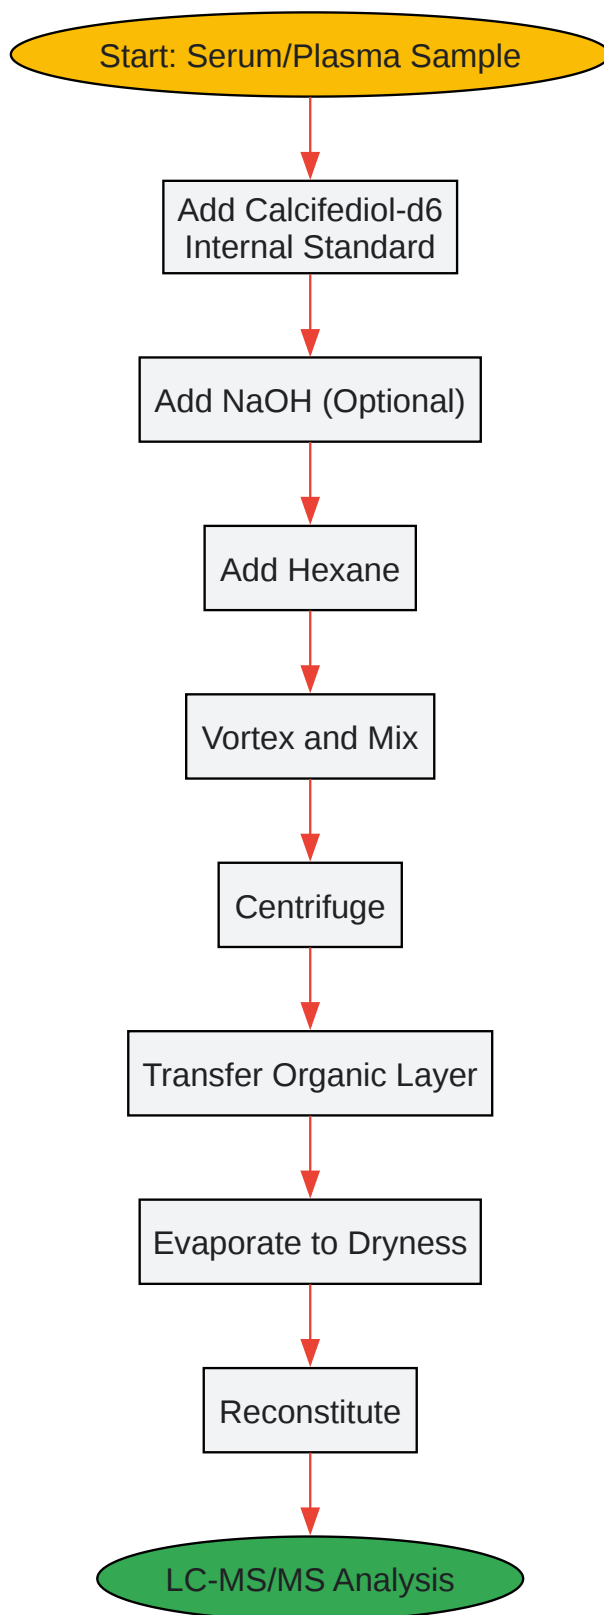 Start: Serum/Plasma Sample
Add Calcifediol-d6
Internal Standard
Add NaOH (Optional)
Add Hexane
Vortex and Mix
Centrifuge
Transfer Organic Layer
Evaporate to Dryness
Reconstitute
LC-MS/MS Analysis